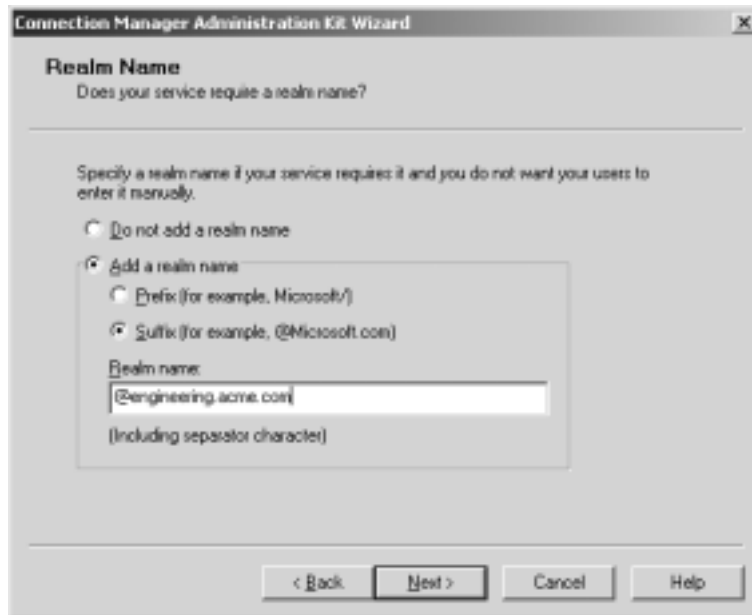 Connection Manager Administration Kit Wizard
Realm Name
Does your service require a realm name?
Specify a realm name if your service requires it and you do not want your users to
enter it manually.
Do not add a realm name
Add a realm name
Prefix (for example, Microsoft/)
Suffix (for example, @Microsoft.com)
Realm name:
@engineering.acme.com
(Including separator character)
< Back Next > Cancel Help